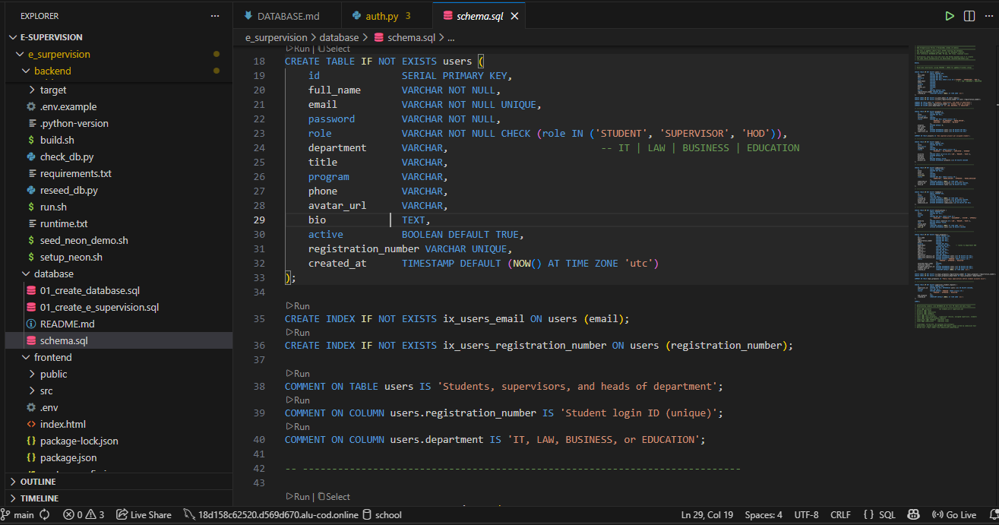 EXPLORER
E-SUPERVISION
e_surpervision
backend
target
.env.example
.python-version
build.sh
check_db.py
requirements.txt
reseed_db.py
run.sh
runtime.txt
seed_neon_demo.sh
setup_neon.sh
database
01_create_database.sql
01_create_e_supervision.sql
README.md
schema.sql
frontend
public
src
.env
index.html
package-lock.json
package.json
OUTLINE
TIMELINE
DATABASE.md
auth.py 3
schema.sql
e_surpervision > database > schema.sql > ...
Run | Select
18 CREATE TABLE IF NOT EXISTS users (
19 id SERIAL PRIMARY KEY,
20 full_name VARCHAR NOT NULL,
21 email VARCHAR NOT NULL UNIQUE,
22 password VARCHAR NOT NULL,
23 role VARCHAR NOT NULL CHECK (role IN ('STUDENT', 'SUPERVISOR', 'HOD')),
24 department VARCHAR, -- IT | LAW | BUSINESS | EDUCATION
25 title VARCHAR,
26 program VARCHAR,
27 phone VARCHAR,
28 avatar_url VARCHAR,
29 bio TEXT,
30 active BOOLEAN DEFAULT TRUE,
31 registration_number VARCHAR UNIQUE,
32 created_at TIMESTAMP DEFAULT (NOW() AT TIME ZONE 'utc')
33 );
34
Run
35 CREATE INDEX IF NOT EXISTS ix_users_email ON users (email);
Run
36 CREATE INDEX IF NOT EXISTS ix_users_registration_number ON users (registration_number);
37
Run
38 COMMENT ON TABLE users IS 'Students, supervisors, and heads of department';
Run
39 COMMENT ON COLUMN users.registration_number IS 'Student login ID (unique)';
Run
40 COMMENT ON COLUMN users.department IS 'IT, LAW, BUSINESS, or EDUCATION';
41
42 -- ---------------------------------------------------------------------------
43
Run | Select
main
0 3
Live Share
18d158c62520.d569d670.alu-cod.online
school
Ln 29, Col 19
Spaces: 4
UTF-8
CRLF
{ } SQL
Go Live